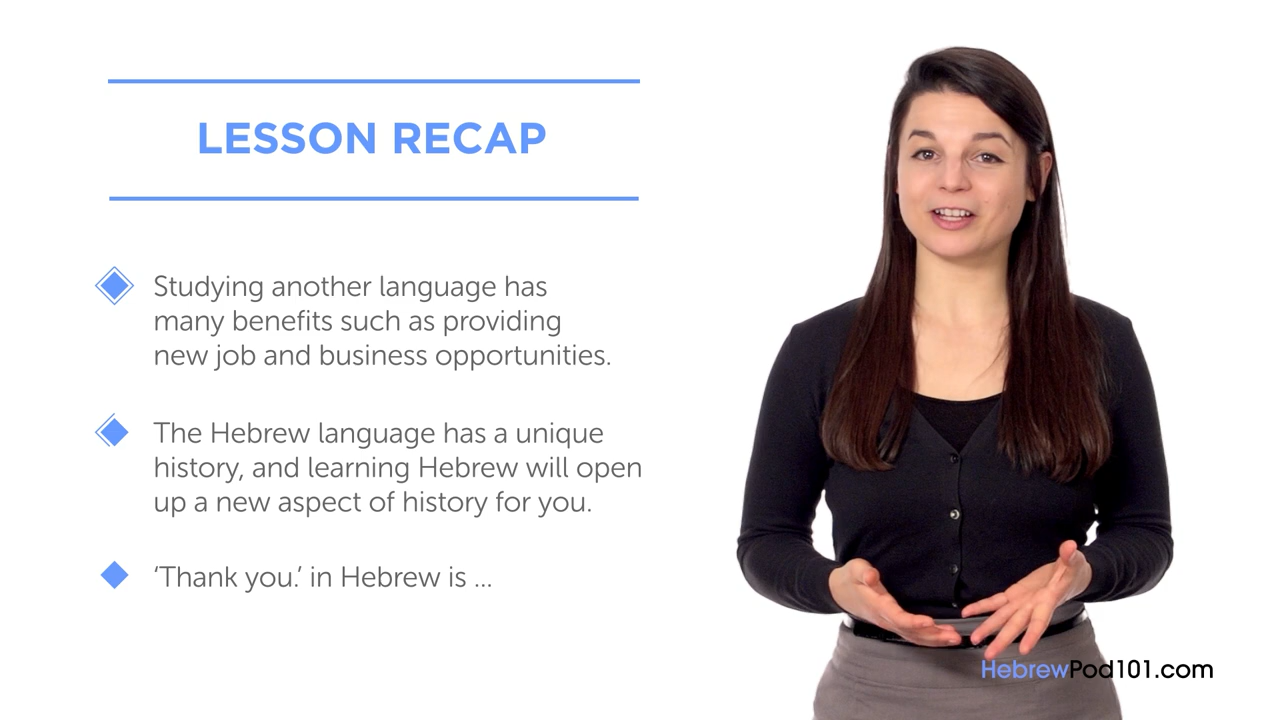 LESSON RECAP
Studying another language has
many benefits such as providing
new job and business opportunities.
The Hebrew language has a unique
history, and learning Hebrew will open
up a new aspect of history for you.
‘Thank you.’ in Hebrew is ...
HebrewPod101.com